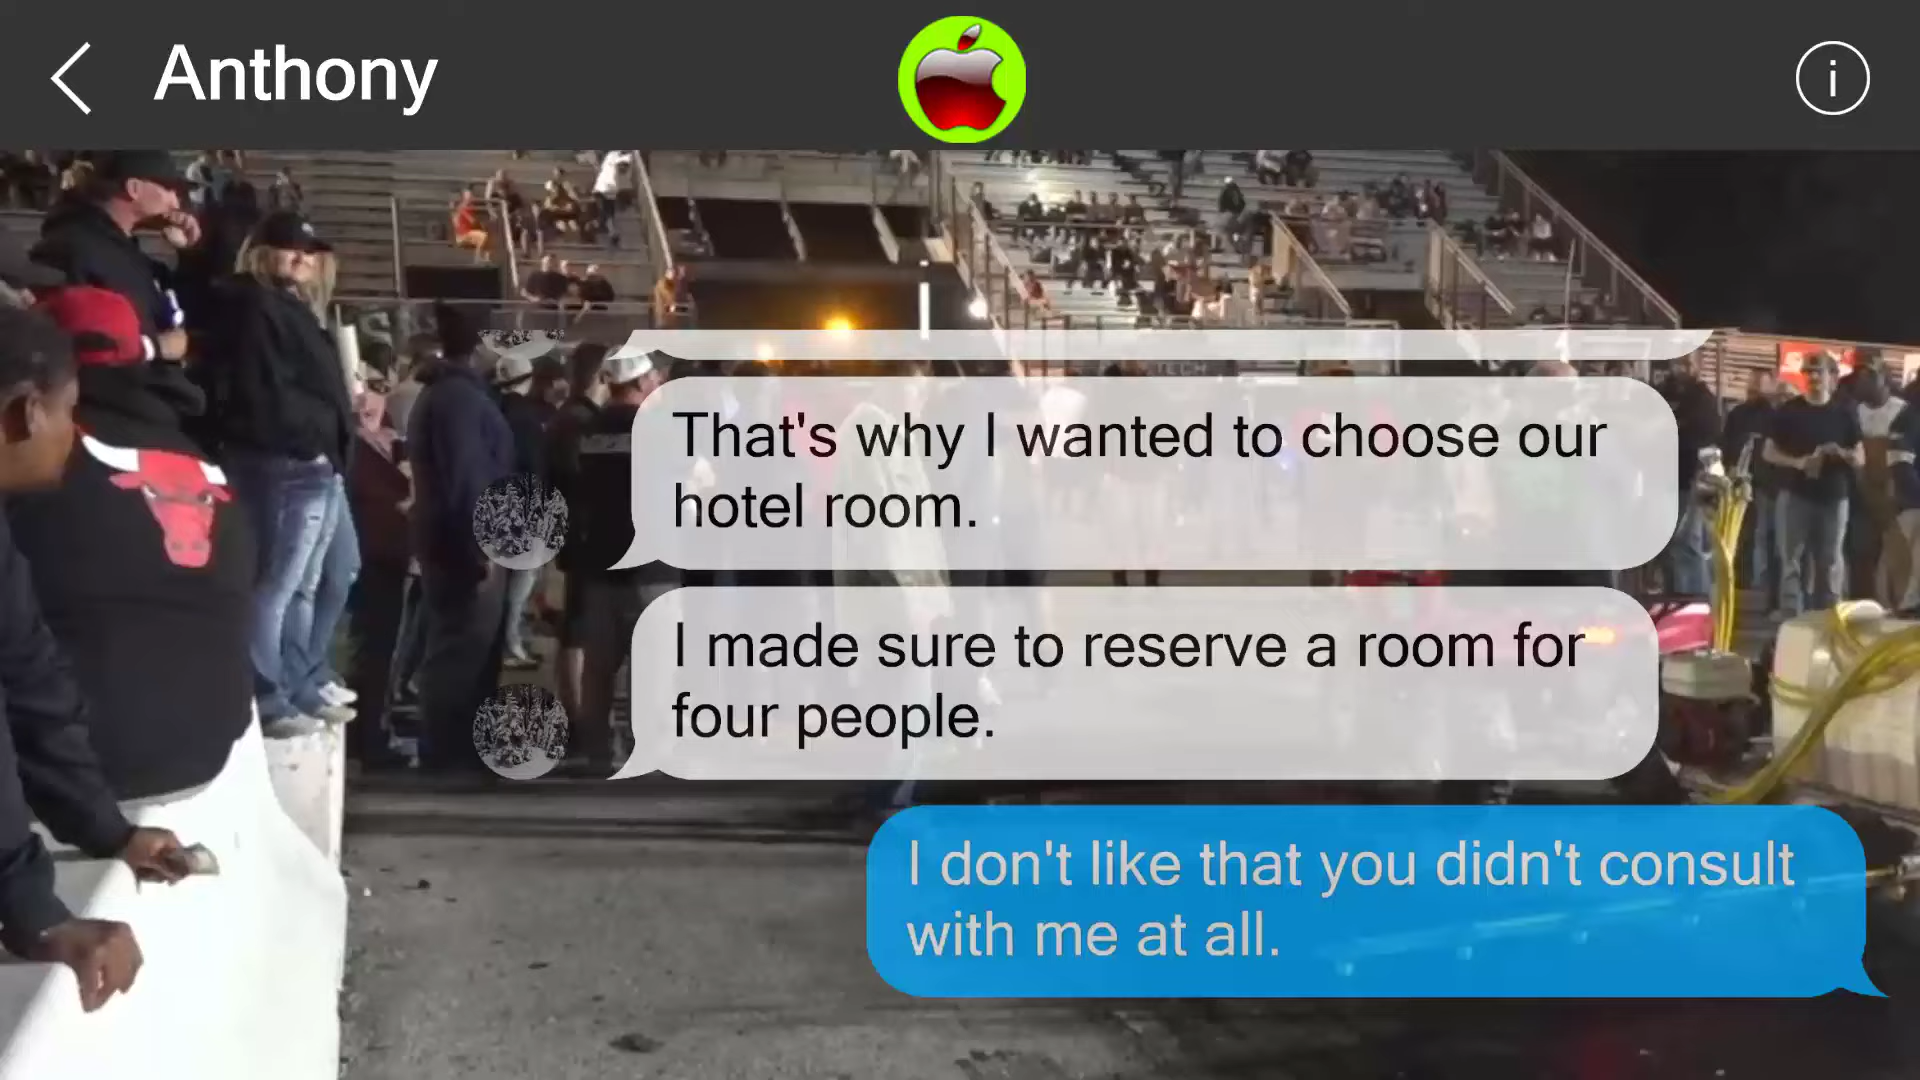 Anthony
i
TECH
That's why I wanted to choose our
hotel room.
I made sure to reserve a room for
four people.
I don't like that you didn't consult
with me at all.